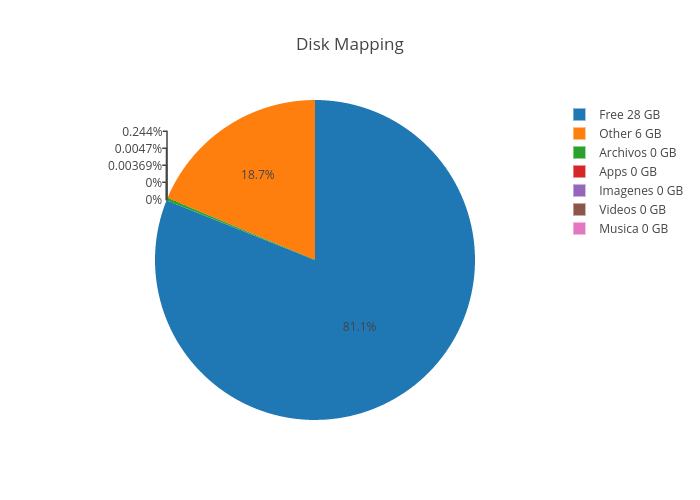 Disk Mapping
0.244%
0.0047%
0.00369%
0%
0%
18.7%
81.1%
Free 28 GB
Other 6 GB
Archivos 0 GB
Apps 0 GB
Imagenes 0 GB
Videos 0 GB
Musica 0 GB